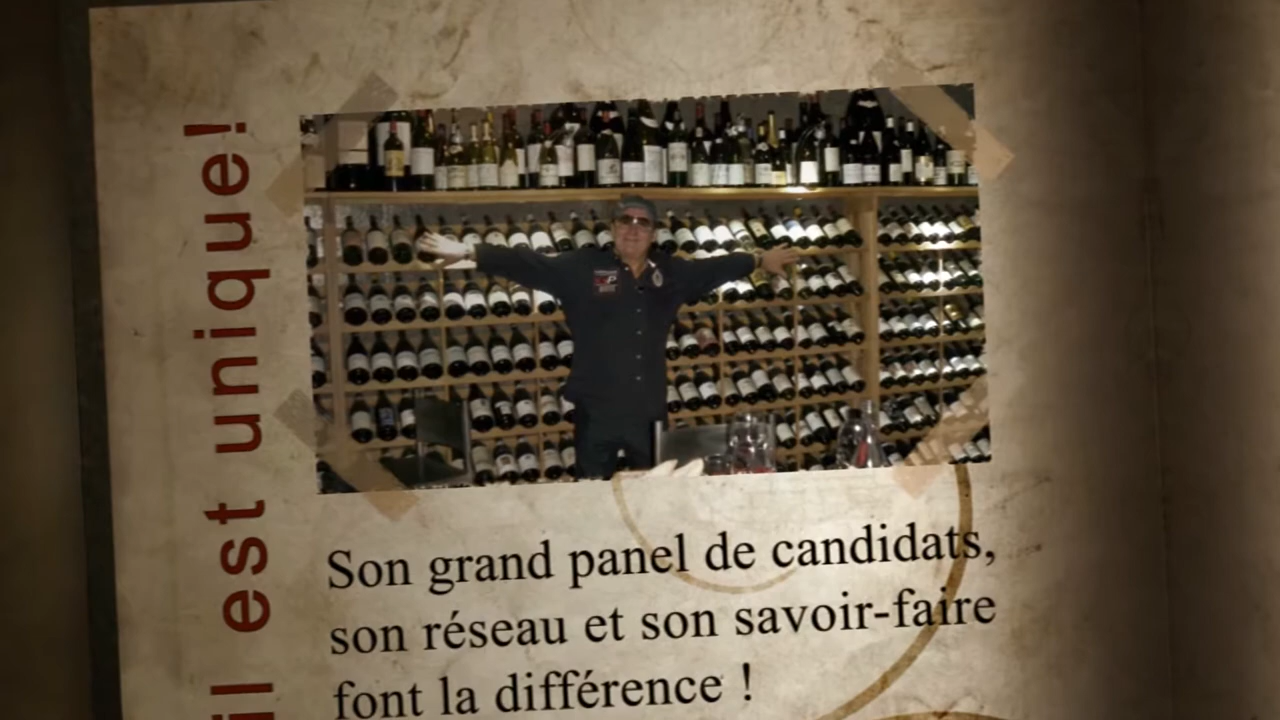 il est unique!
Son grand panel de candidats,
son réseau et son savoir-faire
font la différence !